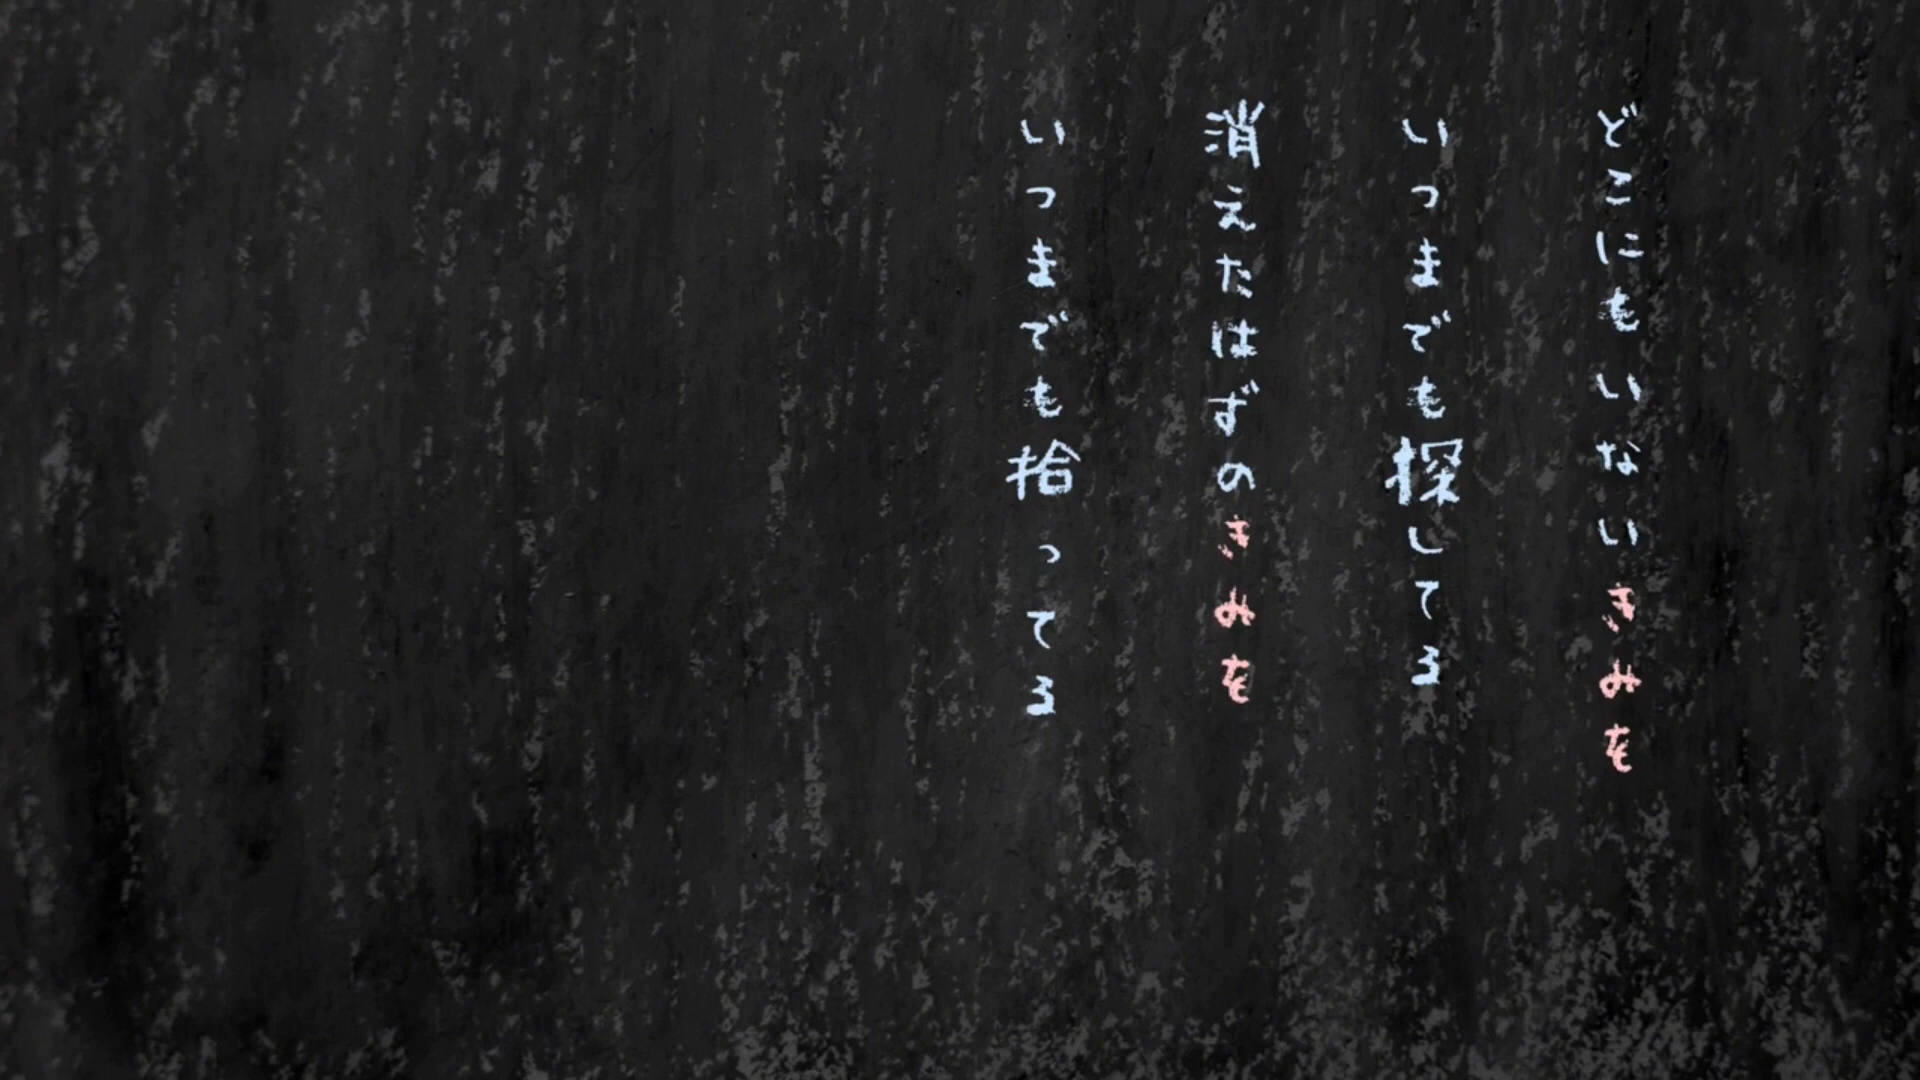 どこにもいないきみを
いつまでも探してる
消えたはずのきみを
いつまでも拾ってる